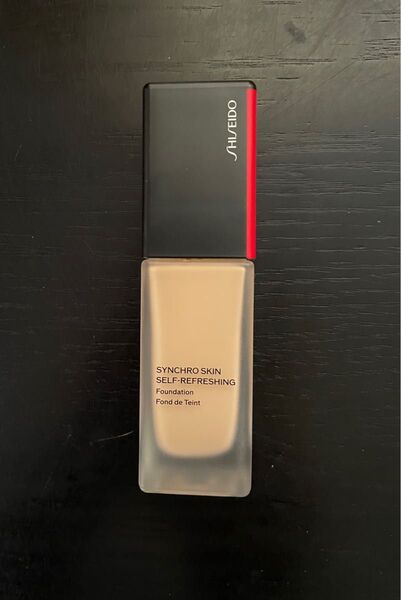 SHISEIDO
SYNCHRO SKIN
SELF-REFRESHING
Foundation
Fond de Teint